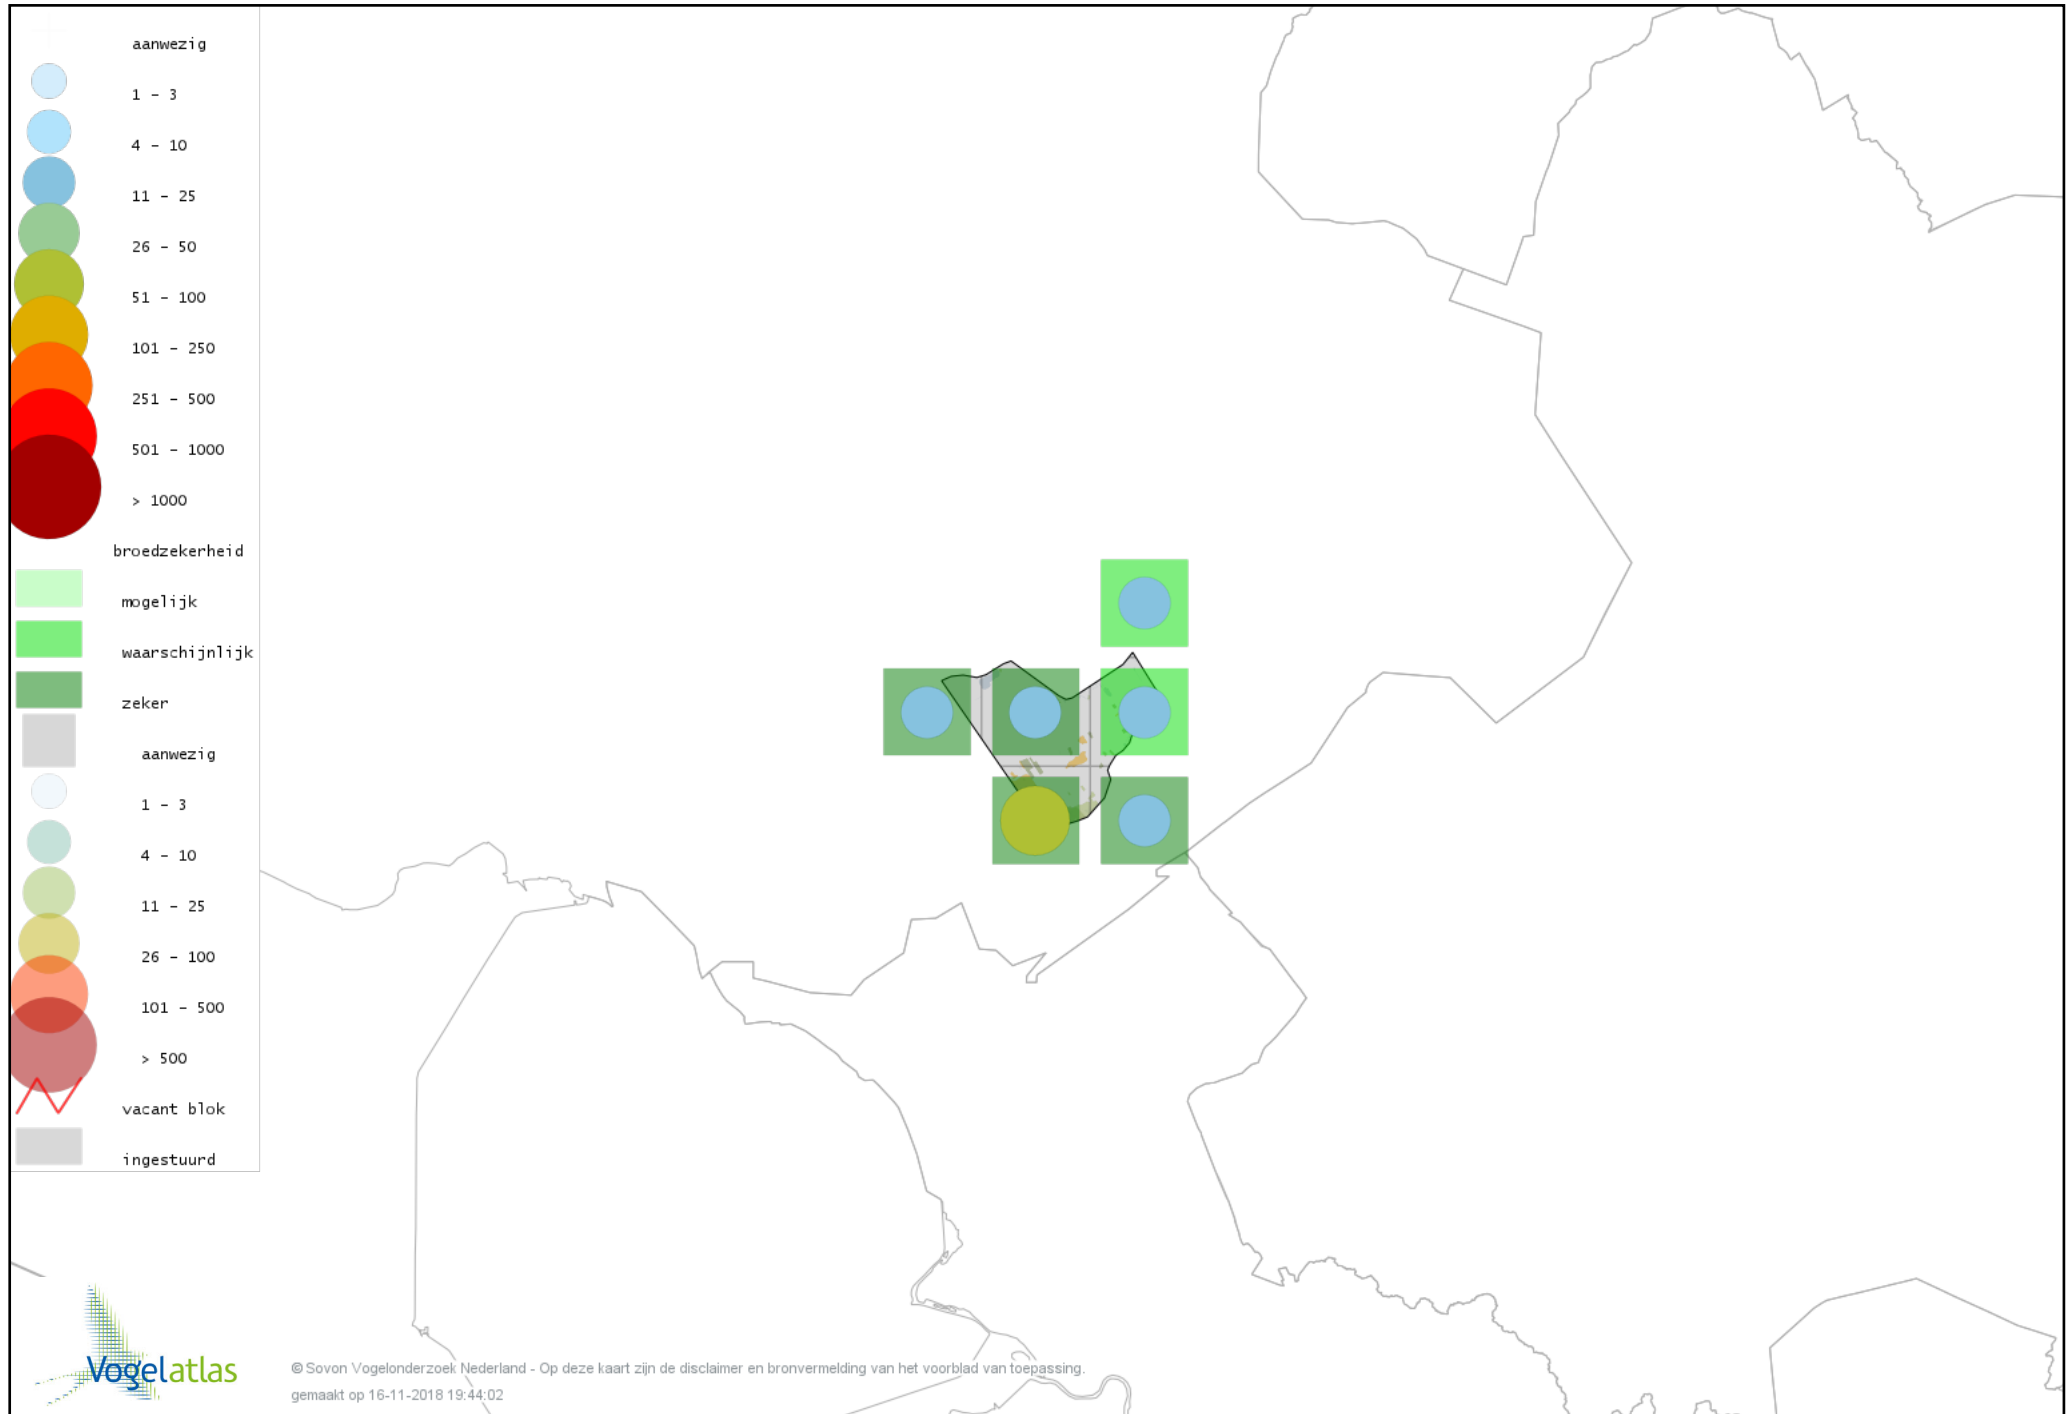 aanwezig
1 - 3
4 - 10
11 - 25
26 - 50
51 - 100
101 - 250
251 - 500
501 - 1000
> 1000
broedzekerheid
mogelijk
waarschijnlijk
zeker
aanwezig
1 - 3
4 - 10
11 - 25
26 - 100
101 - 500
> 500
vacant blok
ingestuurd
Vogelatlas
© Sovon Vogelonderzoek Nederland - Op deze kaart zijn de disclaimer en bronvermelding van het voorblad van toepassing.
gemaakt op 16-11-2018 19:44:02